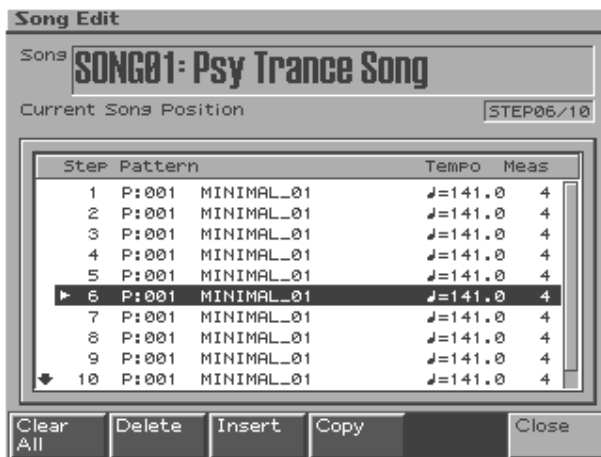 Song Edit
Song SONG01: Psy Trance Song
Current Song Position STEP06/10
Step Pattern Tempo Meas
1 P:001 MINIMAL_01 ♩=141.0 4
2 P:001 MINIMAL_01 ♩=141.0 4
3 P:001 MINIMAL_01 ♩=141.0 4
4 P:001 MINIMAL_01 ♩=141.0 4
5 P:001 MINIMAL_01 ♩=141.0 4
6 P:001 MINIMAL_01 ♩=141.0 4
7 P:001 MINIMAL_01 ♩=141.0 4
8 P:001 MINIMAL_01 ♩=141.0 4
9 P:001 MINIMAL_01 ♩=141.0 4
10 P:001 MINIMAL_01 ♩=141.0 4
Clear All Delete Insert Copy Close